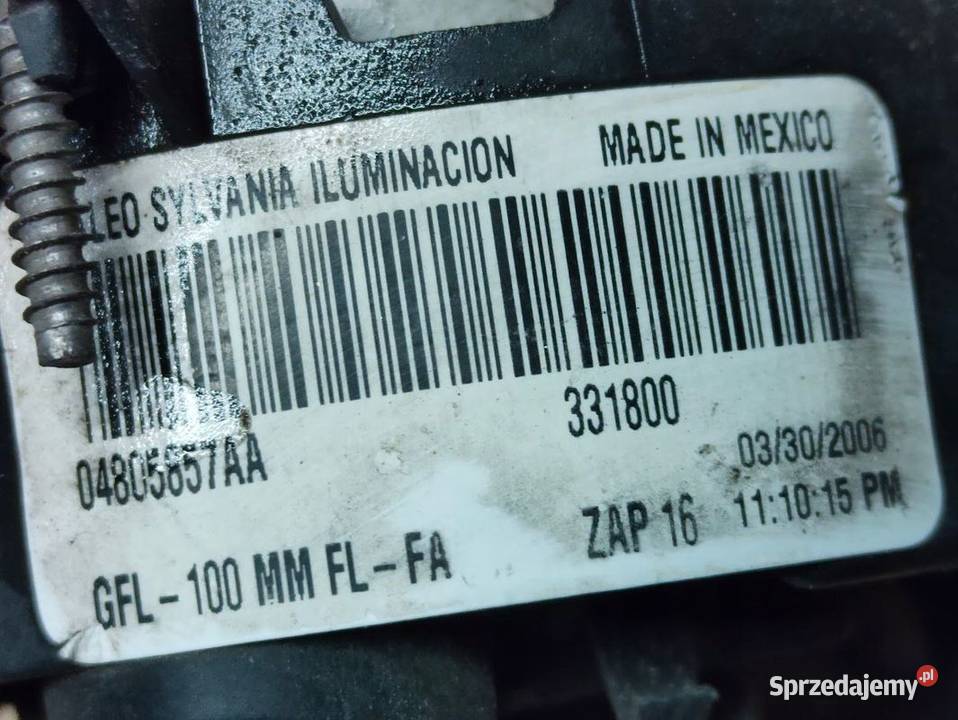 LEO SYLVANIA ILUMINACION MADE IN MEXICO
331800
04805857AA
03/30/2006
GFL-100 MM FL-FA ZAP 16 11:10:15 PM
Sprzedajemy.pl